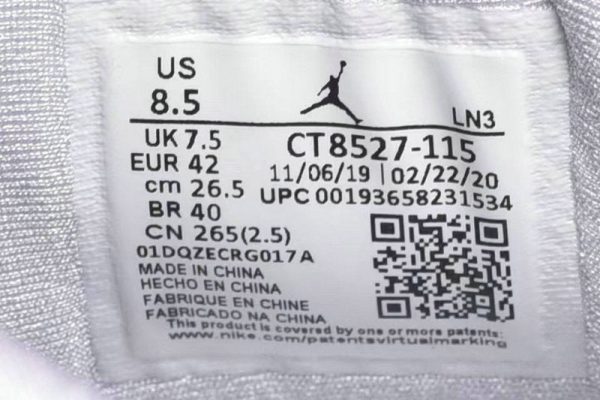 US
8.5
LN3
UK 7.5
CT8527-115
EUR 42
11/06/19 | 02/22/20
cm 26.5
UPC 00193658231534
BR 40
CN 265(2.5)
01DQZECRG017A
MADE IN CHINA
HECHO EN CHINA
FABRIQUE EN CHINE
FABRICADO NA CHINA
This product is covered by one or more patents:
www.nike.com/patentsvirtualmarking